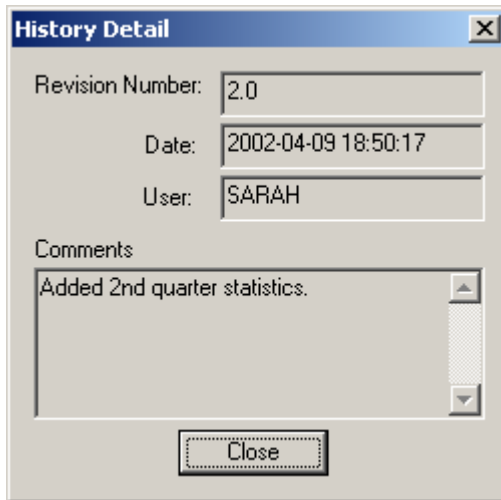 History Detail
Revision Number: 2.0
Date: 2002-04-09 18:50:17
User: SARAH
Comments
Added 2nd quarter statistics.
Close